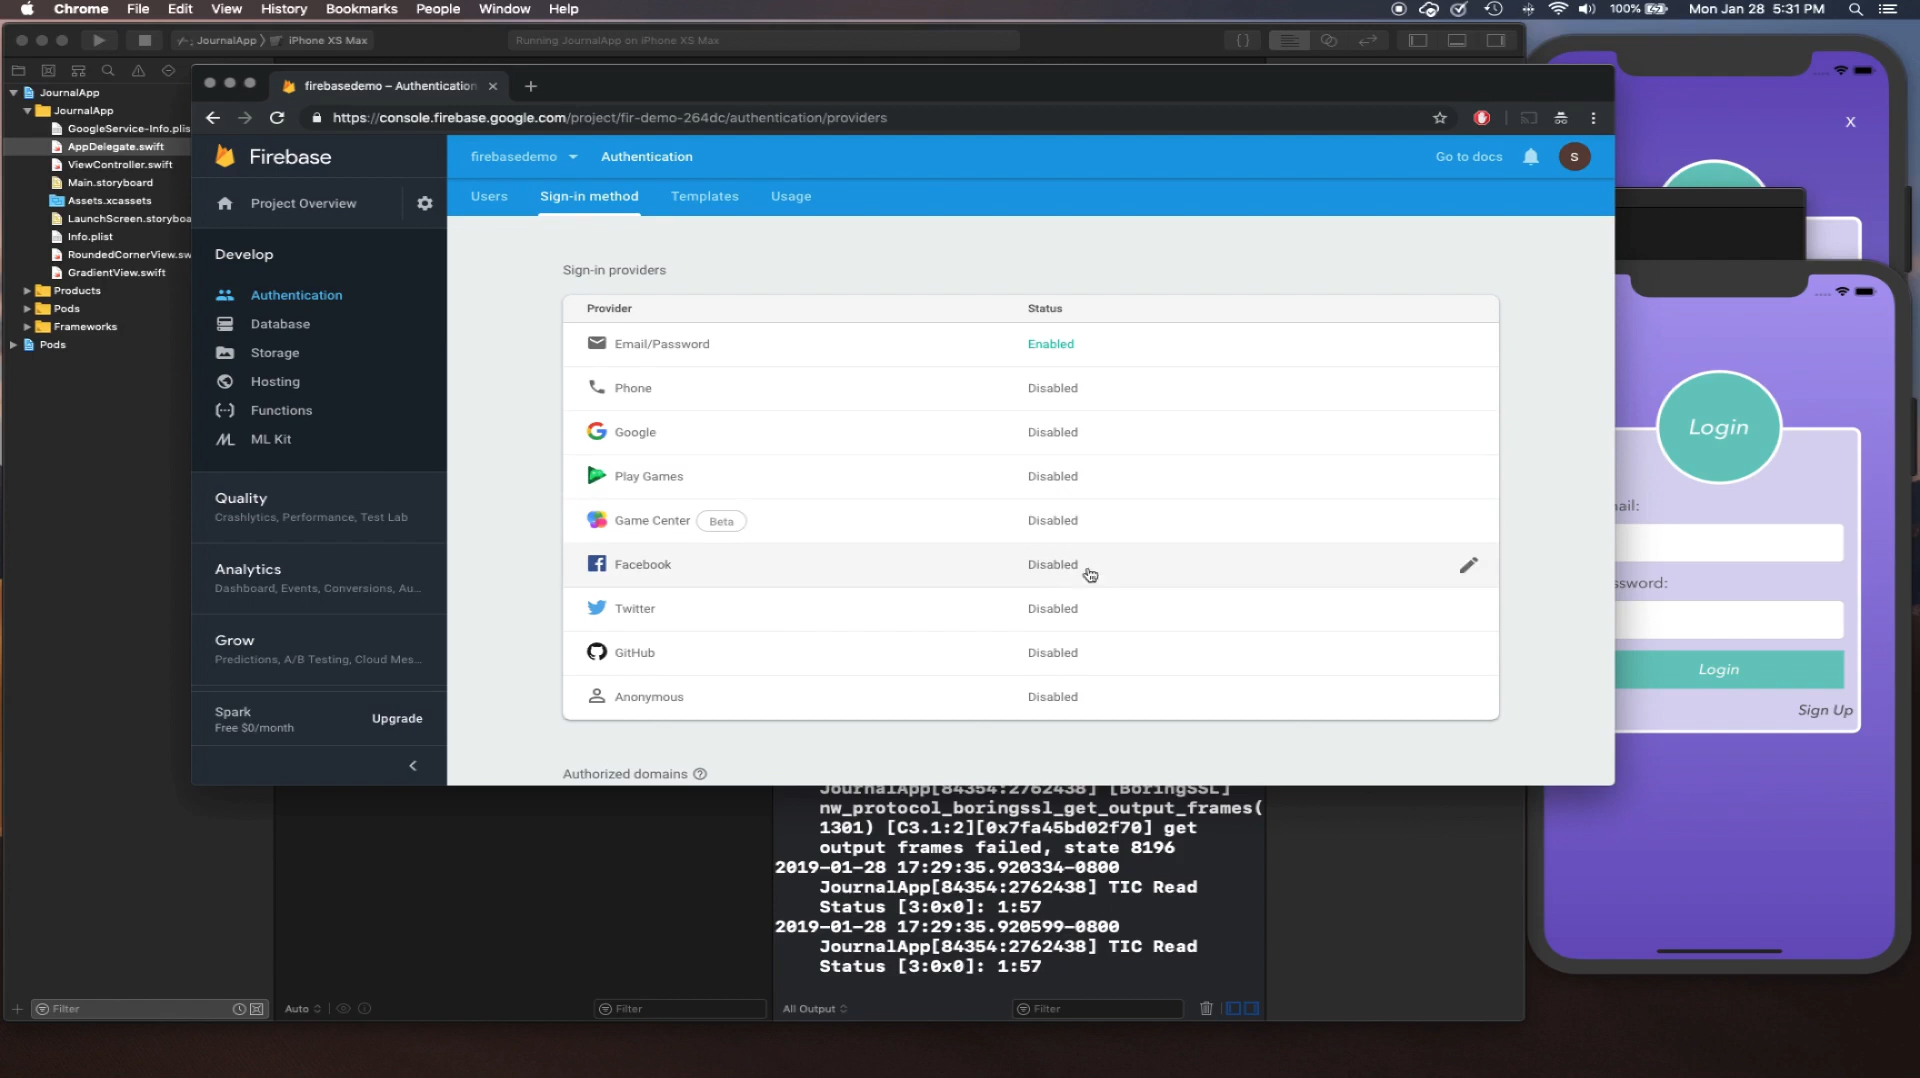 Chrome File Edit View History Bookmarks People Window Help 100% Mon Jan 28 5:31 PM
JournalApp iPhone XS Max Running JournalApp on iPhone XS Max
firebasedemo – Authentication
https://console.firebase.google.com/project/fir-demo-264dc/authentication/providers
JournalApp
JournalApp
GoogleService-Info.plis
AppDelegate.swift
ViewController.swift
Main.storyboard
Assets.xcassets
LaunchScreen.storyboa
Info.plist
RoundedCornerView.sw
GradientView.swift
Products
Pods
Frameworks
Pods
Firebase
Project Overview
Develop
Authentication
Database
Storage
Hosting
Functions
ML Kit
Quality
Crashlytics, Performance, Test Lab
Analytics
Dashboard, Events, Conversions, Au...
Grow
Predictions, A/B Testing, Cloud Mes...
Spark
Free $0/month
Upgrade
firebasedemo Authentication Go to docs S
Users Sign-in method Templates Usage
Sign-in providers
Provider Status
Email/Password Enabled
Phone Disabled
Google Disabled
Play Games Disabled
Game Center Beta Disabled
Facebook Disabled
Twitter Disabled
GitHub Disabled
Anonymous Disabled
Authorized domains
X
Login
ail:
ssword:
Login
Sign Up
JournalApp[84354:2762438] [BoringSSL]
nw_protocol_boringssl_get_output_frames(
1301) [C3.1:2][0x7fa45bd02f70] get
output frames failed, state 8196
2019-01-28 17:29:35.920334-0800
JournalApp[84354:2762438] TIC Read
Status [3:0x0]: 1:57
2019-01-28 17:29:35.920599-0800
JournalApp[84354:2762438] TIC Read
Status [3:0x0]: 1:57
Filter Auto Filter All Output Filter